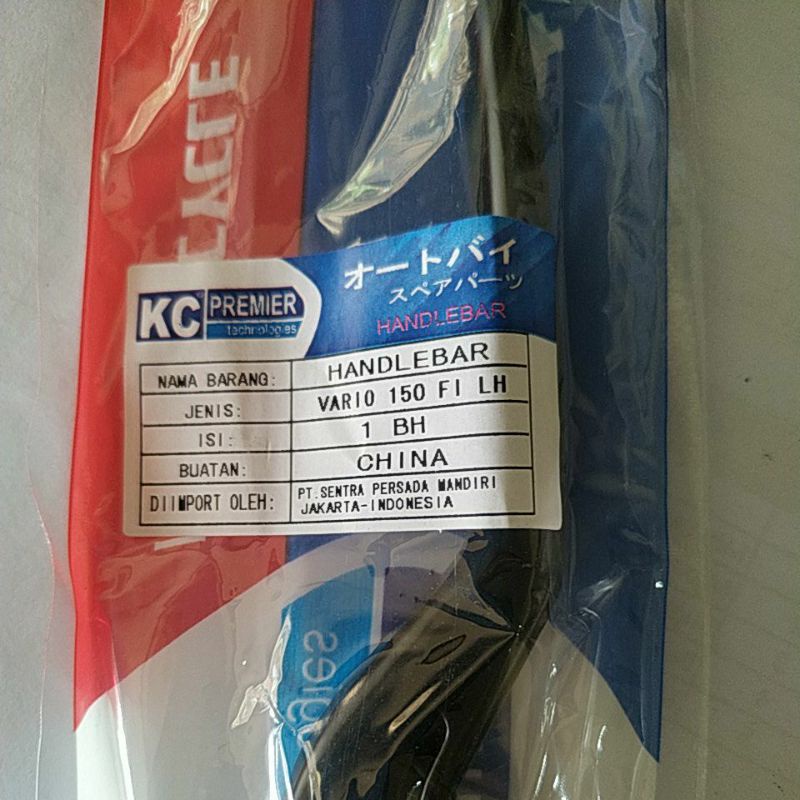 CYCLE
オートバイ
スペアパーツ
HANDLEBAR
KC PREMIER
technologies
NAMA BARANG: HANDLEBAR
JENIS: VARIO 150 FI LH
ISI: 1 BH
BUATAN: CHINA
DIIMPORT OLEH: PT.SENTRA PERSADA MANDIRI
JAKARTA-INDONESIA